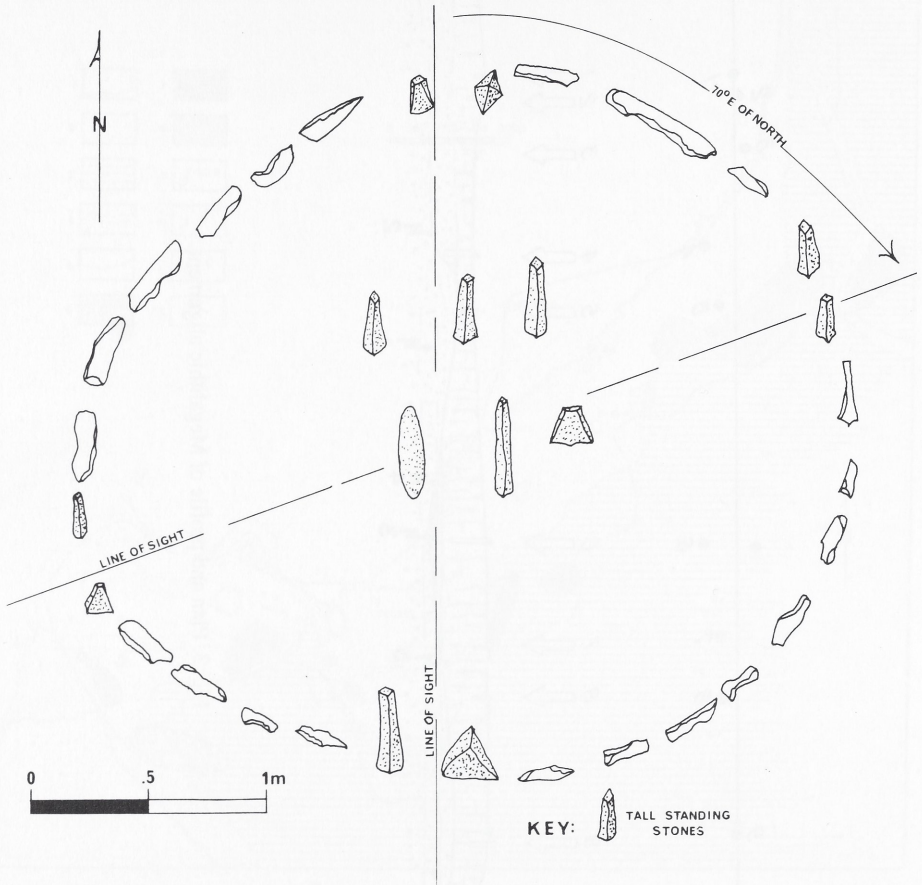 N
70° E OF NORTH
LINE OF SIGHT
LINE OF SIGHT
0 .5 1m
KEY:
TALL STANDING
STONES